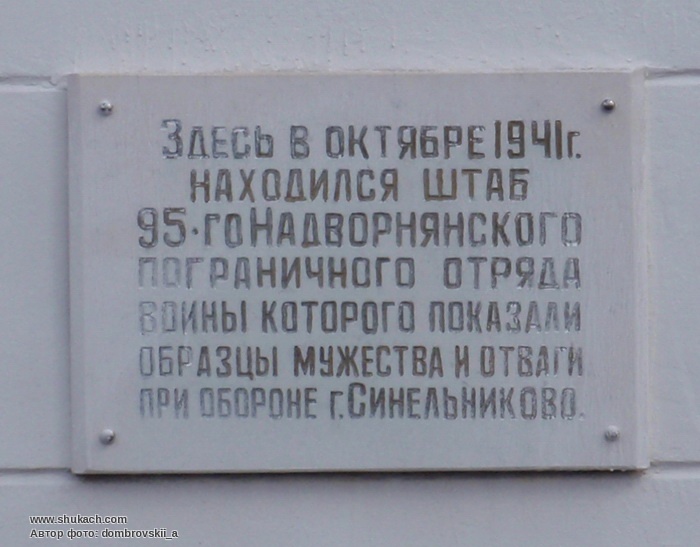 Здесь в октябре 1941г.
находился штаб
95-го Надворнянского
пограничного отряда
воины которого показали
образцы мужества и отваги
при обороне г.Синельниково.
www.shukach.com
Автор фото: dombrovskii_a